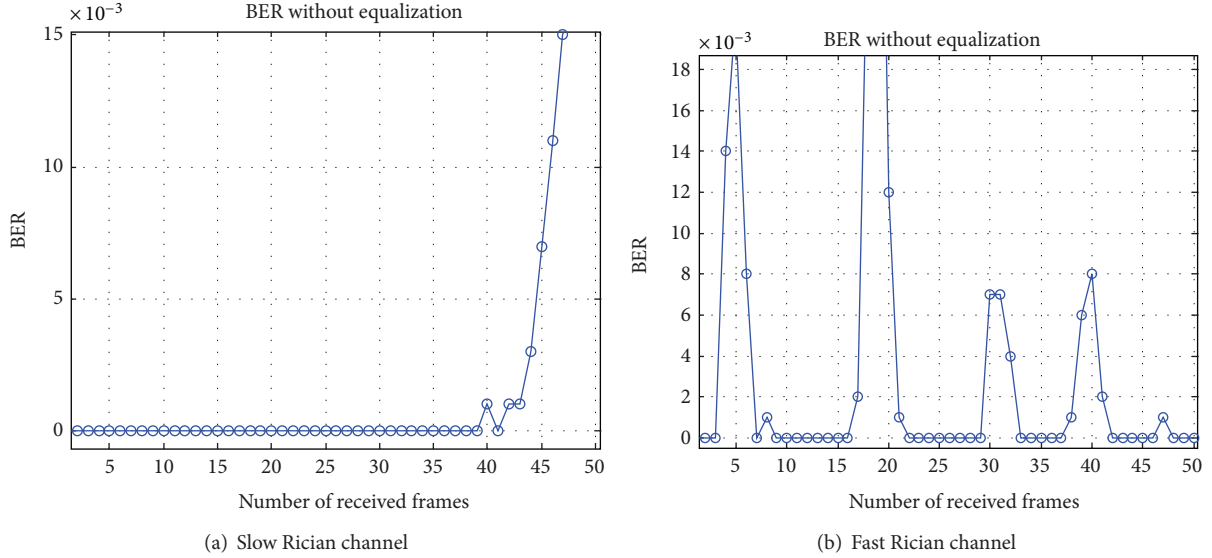 × 10⁻³
BER without equalization
15
10
5
0
BER
5 10 15 20 25 30 35 40 45 50
Number of received frames
(a) Slow Rician channel
BER without equalization
× 10⁻³
18
16
14
12
10
8
6
4
2
0
BER
5 10 15 20 25 30 35 40 45 50
Number of received frames
(b) Fast Rician channel